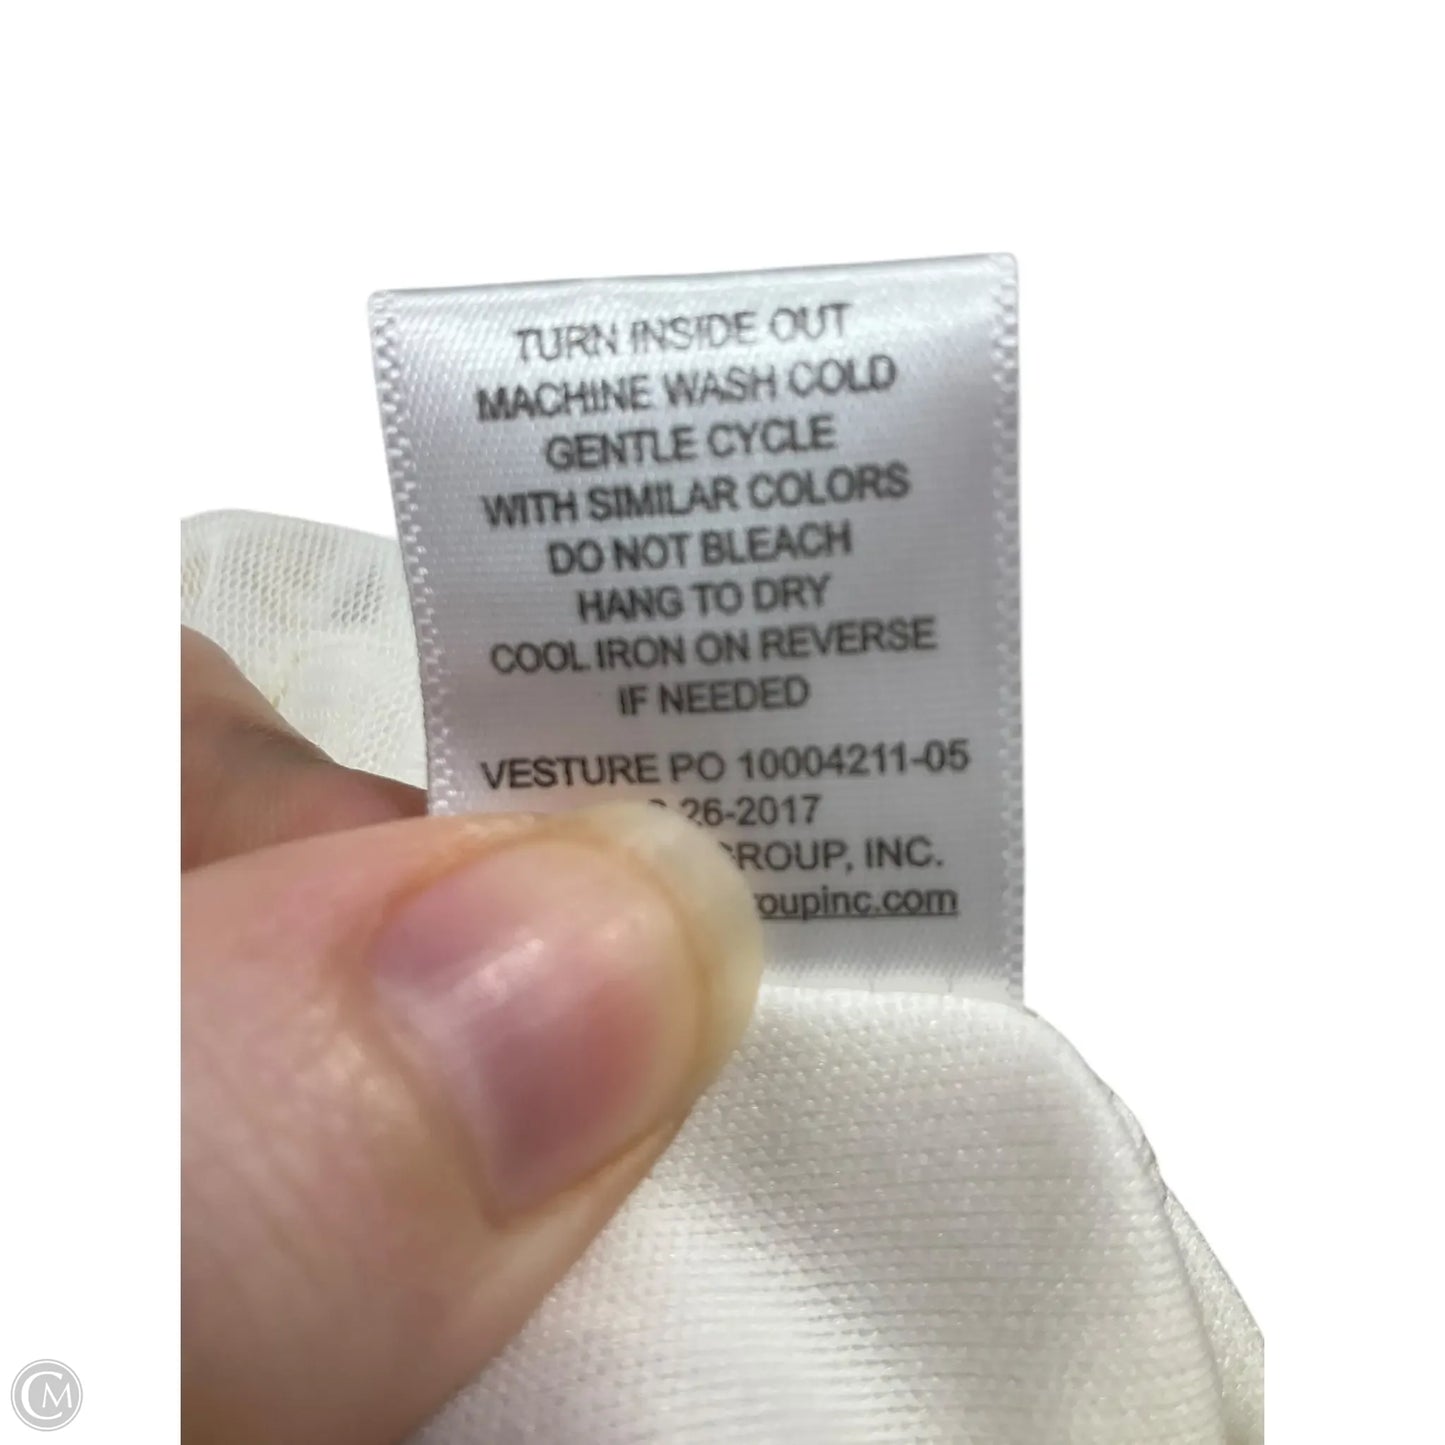 TURN INSIDE OUT
MACHINE WASH COLD
GENTLE CYCLE
WITH SIMILAR COLORS
DO NOT BLEACH
HANG TO DRY
COOL IRON ON REVERSE
IF NEEDED
VESTURE PO 10004211-05
26-2017
GROUP, INC.
oupinc.com
CM